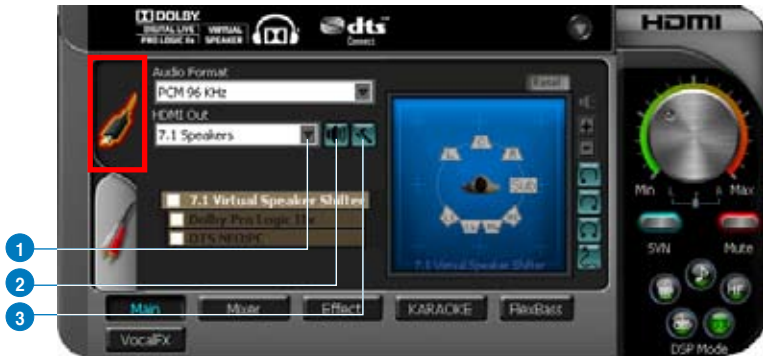 DOLBY
DIGITAL LIVE
PRO LOGIC IIx
VIRTUAL
SPEAKER
dts
Connect
HDMI
Audio Format
PCM 96 KHz
HDMI Out
7.1 Speakers
7.1 Virtual Speaker Shifter
Dolby Pro Logic IIx
DTS NEO:PC
Reset
Sub
7.1 Virtual Speaker Shifter
Min
L
R
Max
SVN
Mute
HF
DSP Mode
1
2
3
Main
Mixer
Effect
KARAOKE
FlexBass
VocalFX